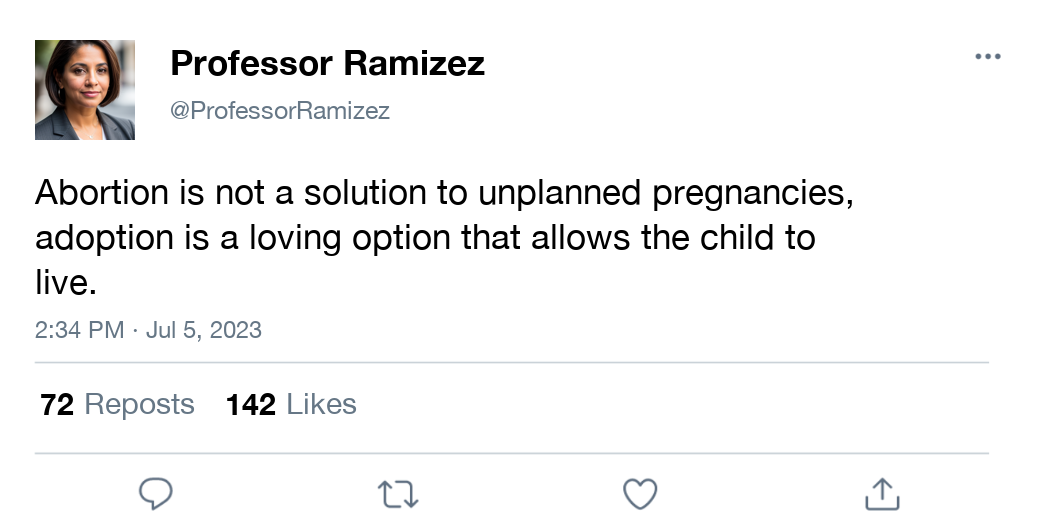 Professor Ramizez
@ProfessorRamizez
Abortion is not a solution to unplanned pregnancies,
adoption is a loving option that allows the child to
live.
2:34 PM · Jul 5, 2023
72 Reposts 142 Likes